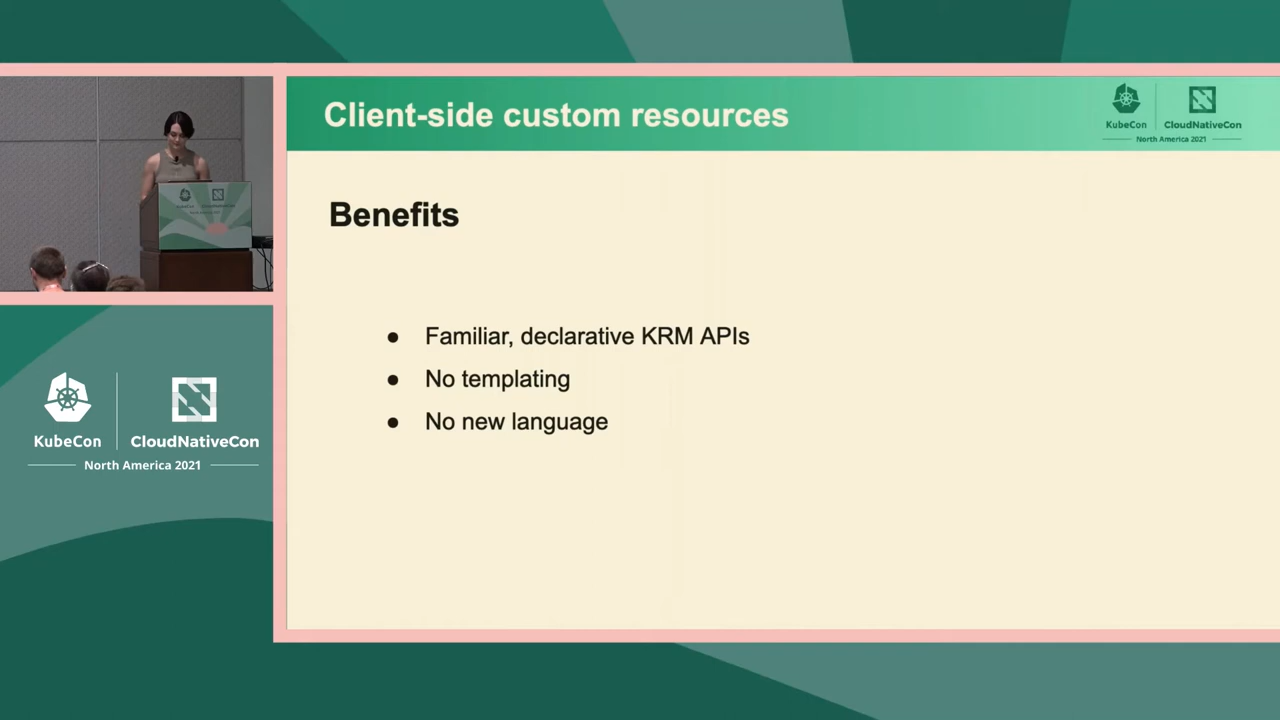 Client-side custom resources
KubeCon
CloudNativeCon
North America 2021
Benefits
● Familiar, declarative KRM APIs
● No templating
● No new language
KubeCon
CloudNativeCon
North America 2021